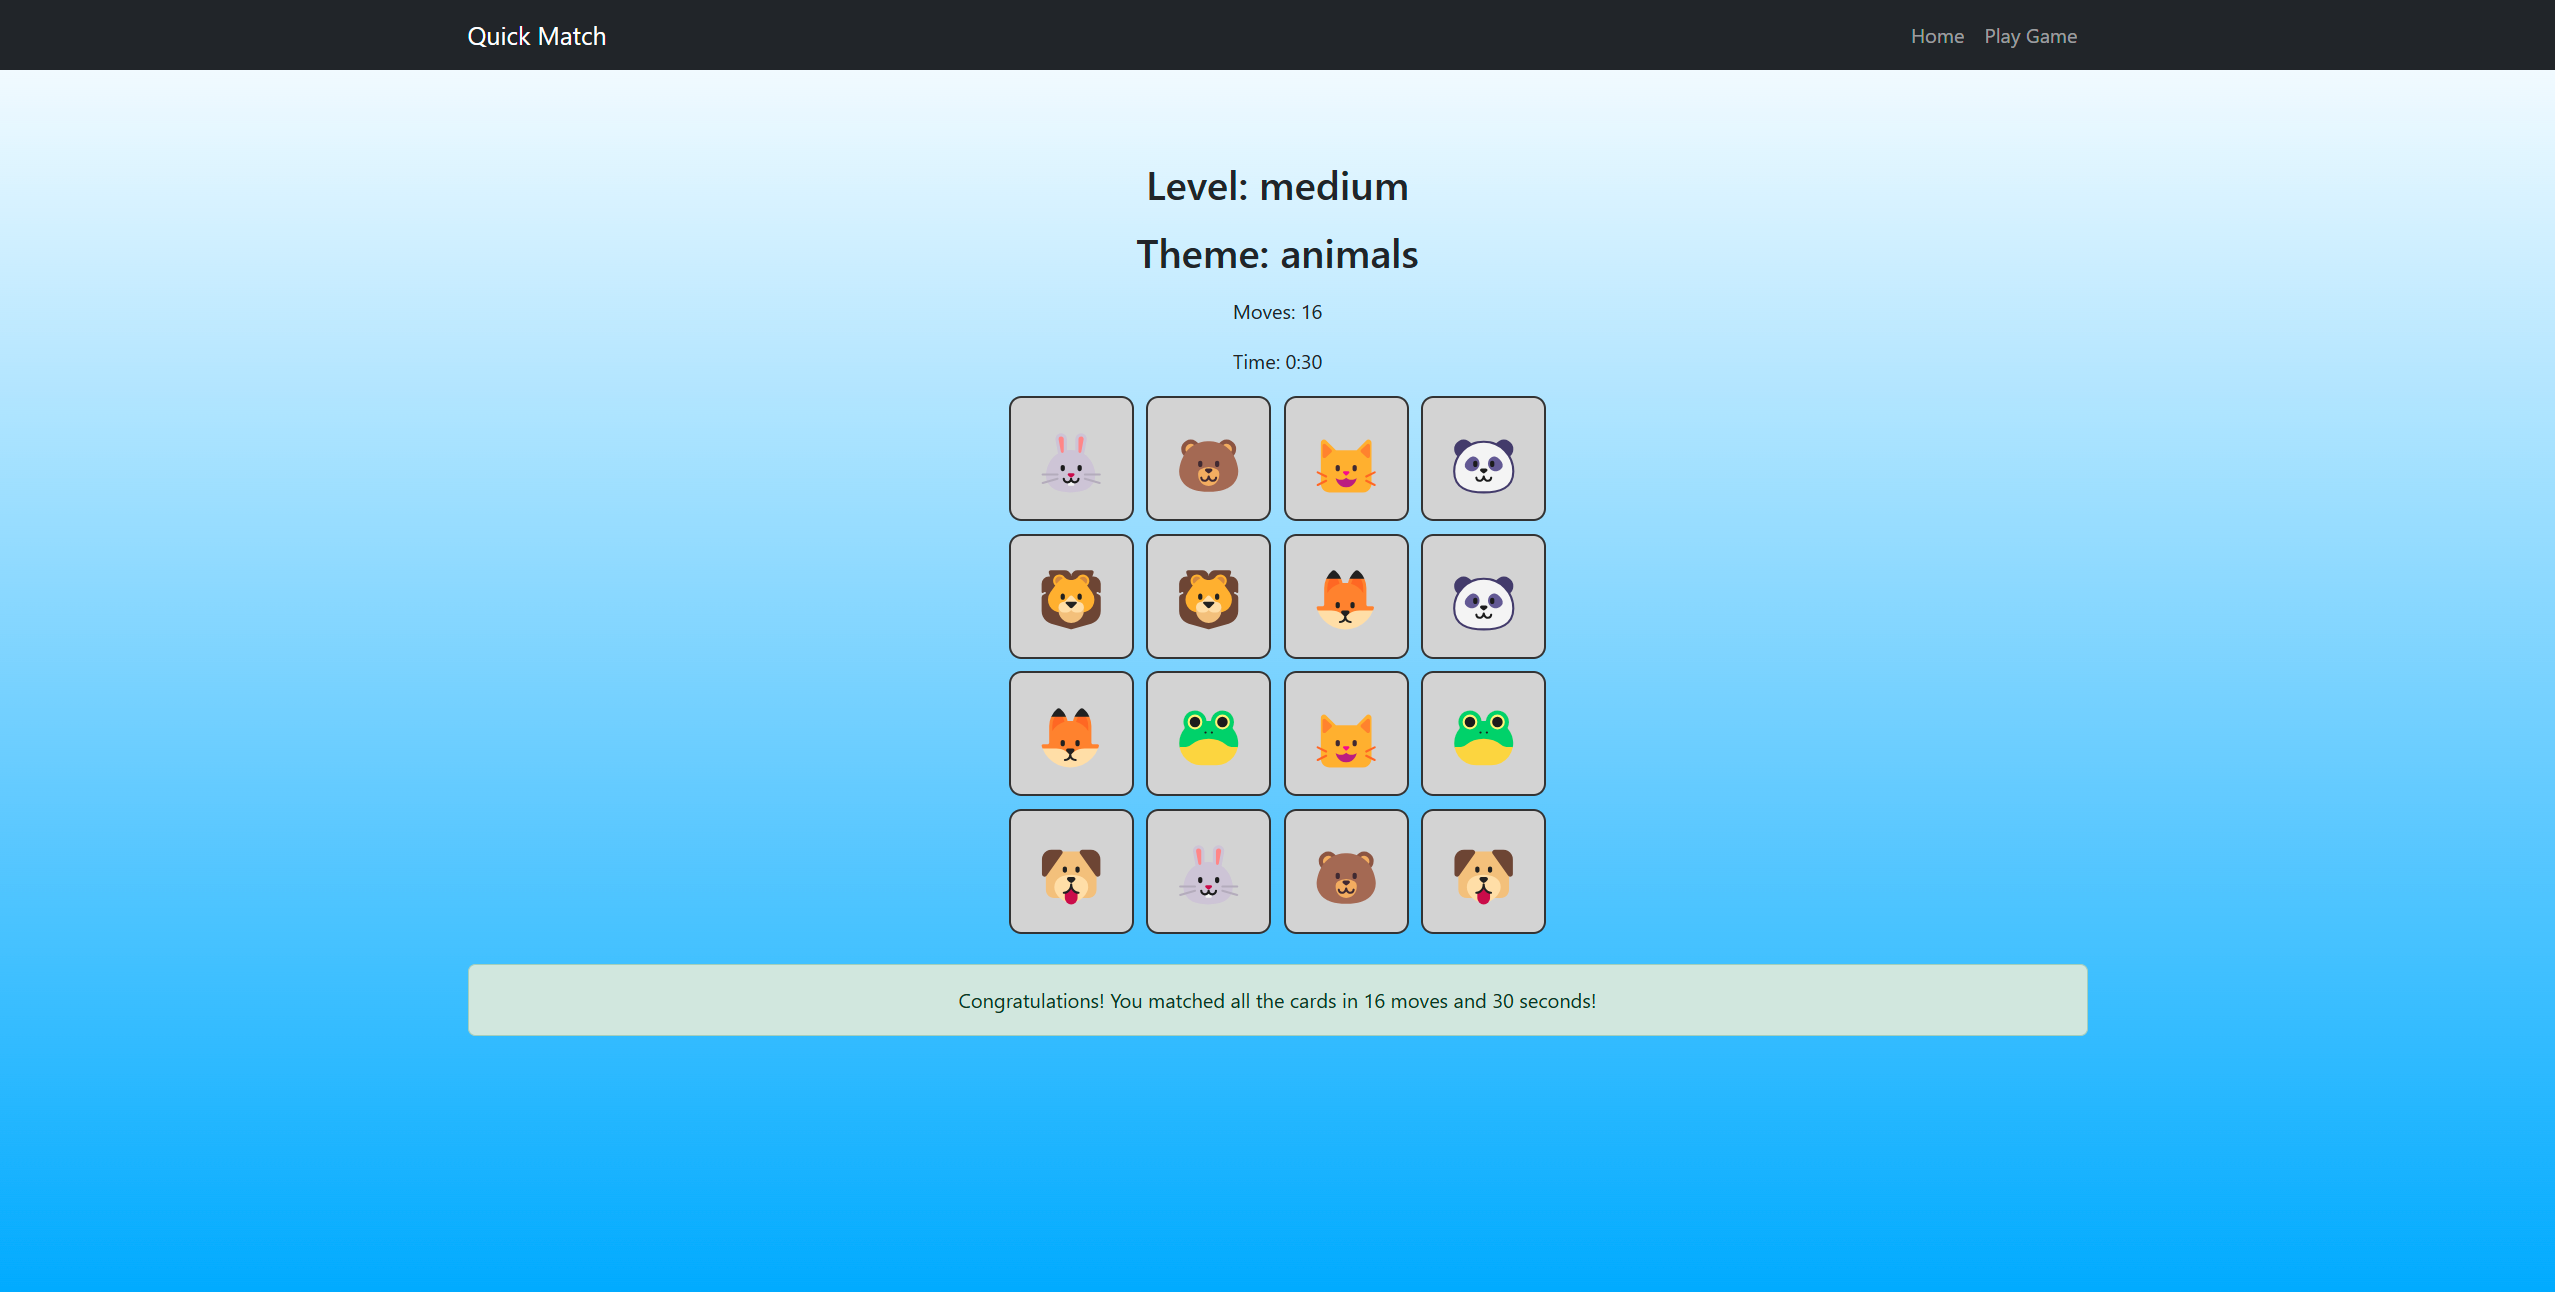 Quick Match
Home
Play Game
Level: medium
Theme: animals
Moves: 16
Time: 0:30
Congratulations! You matched all the cards in 16 moves and 30 seconds!